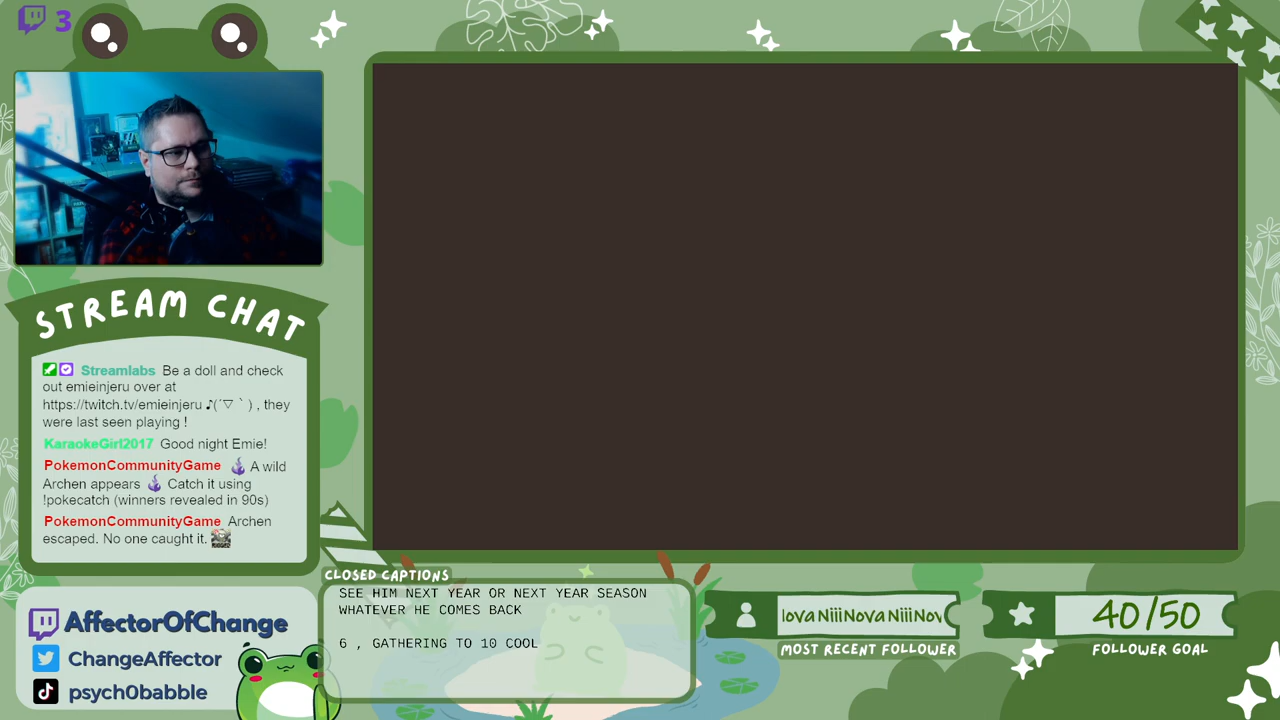 3
STREAM CHAT
Streamlabs Be a doll and check
out emieinjeru over at
https://twitch.tv/emieinjeru ♪(´▽｀) , they
were last seen playing !
KaraokeGirl2017 Good night Emie!
PokemonCommunityGame A wild
Archen appears Catch it using
!pokecatch (winners revealed in 90s)
PokemonCommunityGame Archen
escaped. No one caught it.
AffectorOfChange
ChangeAffector
psych0babble
CLOSED CAPTIONS
SEE HIM NEXT YEAR OR NEXT YEAR SEASON
WHATEVER HE COMES BACK
6 , GATHERING TO 10 COOL
lova NiiiNova NiiiNov
MOST RECENT FOLLOWER
40/50
FOLLOWER GOAL